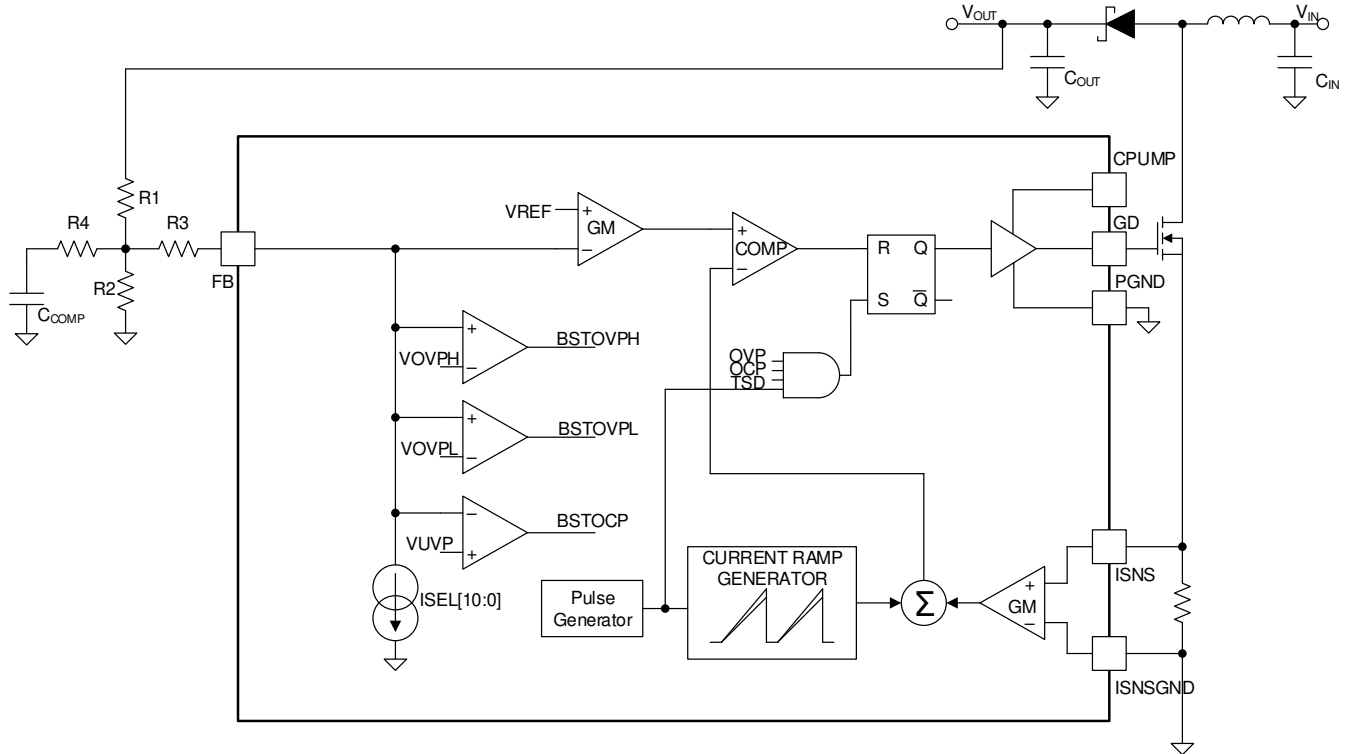 VOUT
VIN
COUT
CIN
CPUMP
R1
R4
R3
VREF
+
GM
−
+
COMP
−
R Q
S Q
GD
FB
R2
PGND
CCOMP
+
BSTOVPH
VOVPH
−
OVP
OCP
TSD
+
BSTOVPL
VOVPL
−
−
BSTOCP
VUVP
+
CURRENT RAMP
GENERATOR
ISNS
ISEL[10:0]
Pulse
Generator
Σ
+
GM
−
ISNSGND